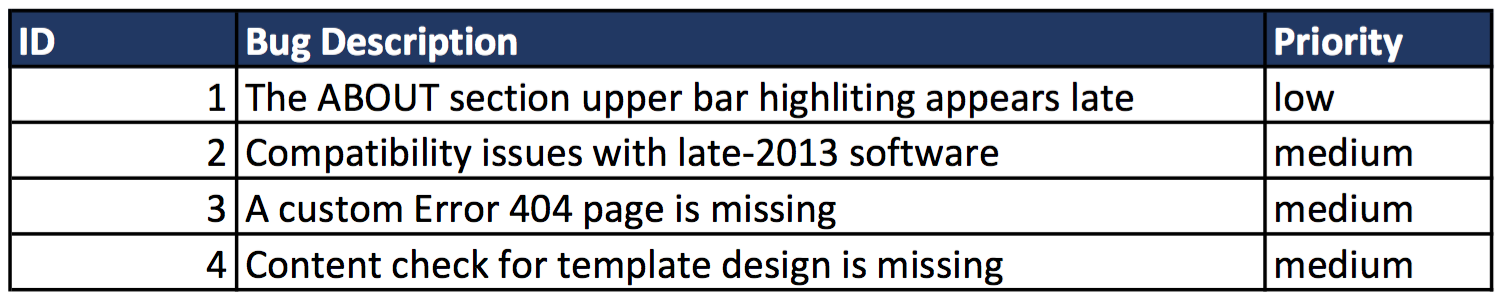 ID Bug Description Priority
1 The ABOUT section upper bar highliting appears late low
2 Compatibility issues with late-2013 software medium
3 A custom Error 404 page is missing medium
4 Content check for template design is missing medium